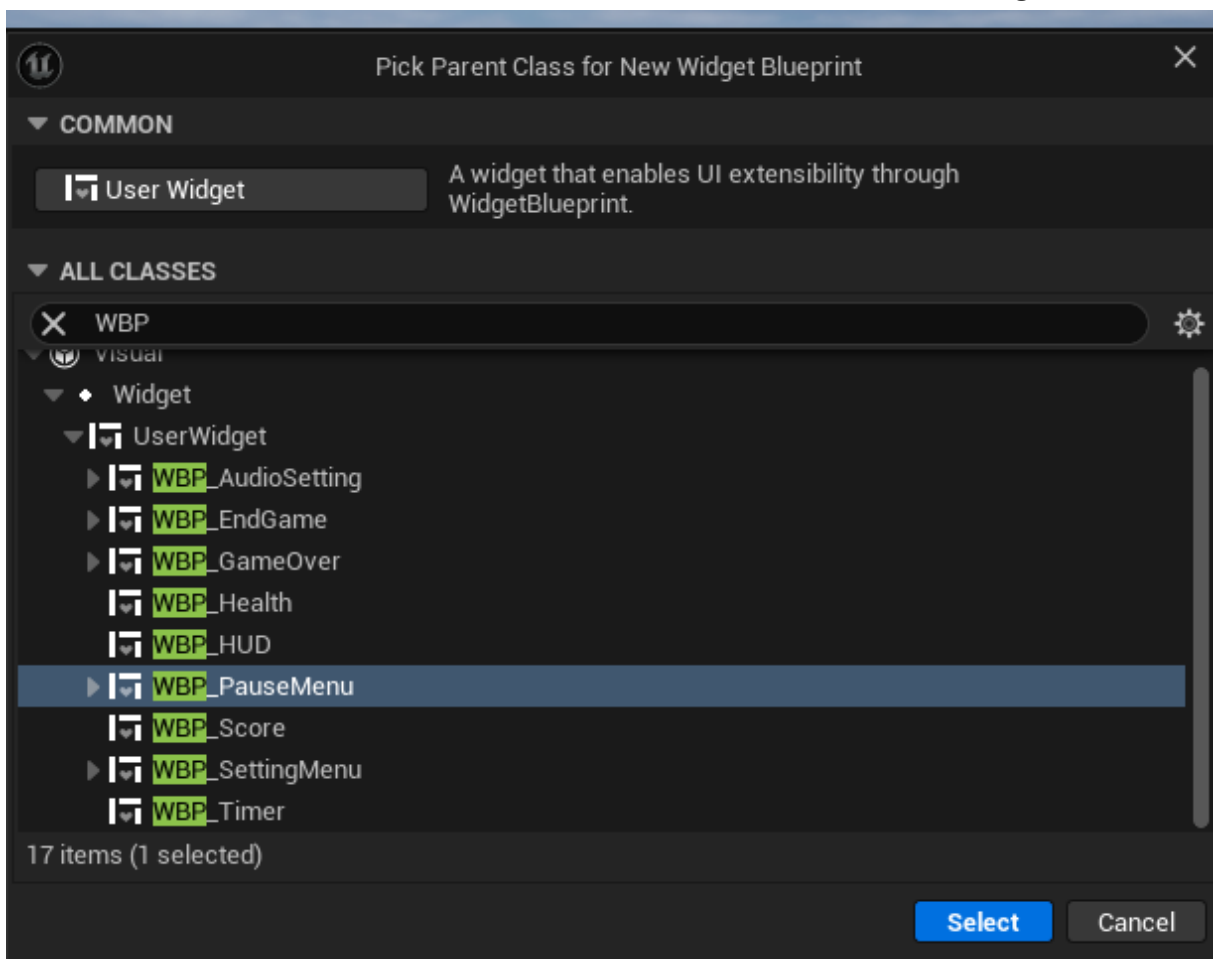 Pick Parent Class for New Widget Blueprint
COMMON
User Widget
A widget that enables UI extensibility through
WidgetBlueprint.
ALL CLASSES
WBP
Visual
Widget
UserWidget
WBP_AudioSetting
WBP_EndGame
WBP_GameOver
WBP_Health
WBP_HUD
WBP_PauseMenu
WBP_Score
WBP_SettingMenu
WBP_Timer
17 items (1 selected)
Select
Cancel